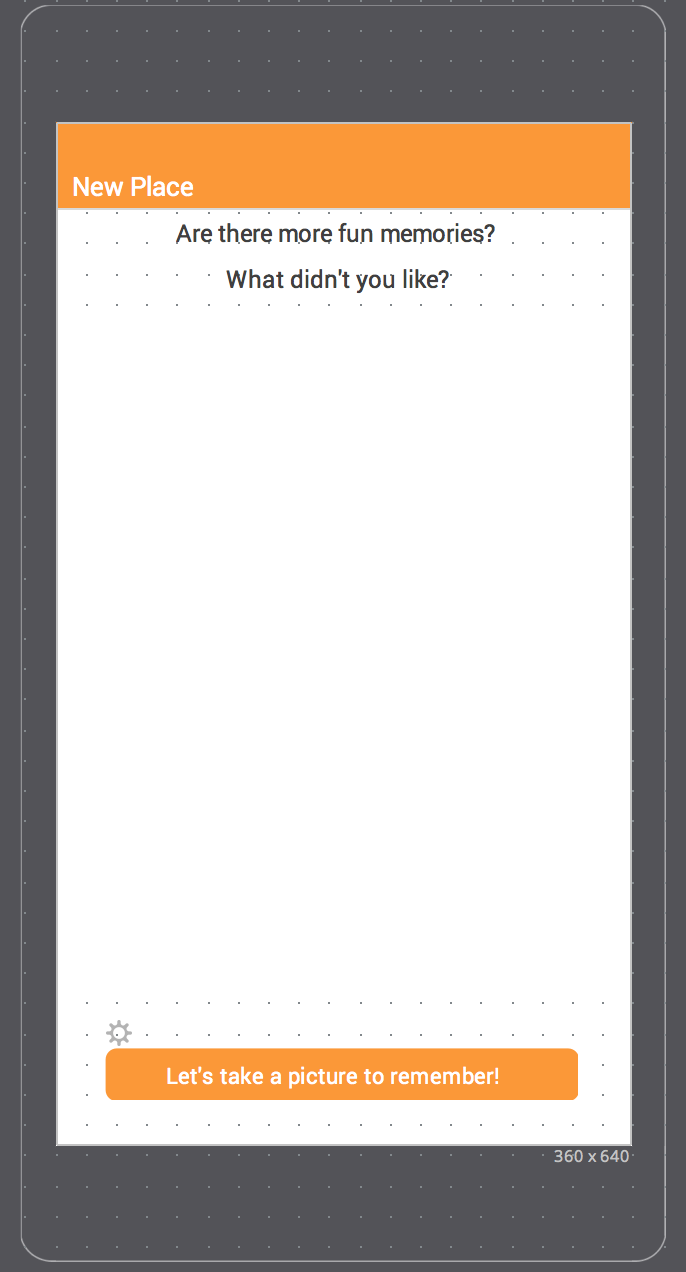 New Place
Are there more fun memories?
What didn't you like?
Let's take a picture to remember!
360 x 640